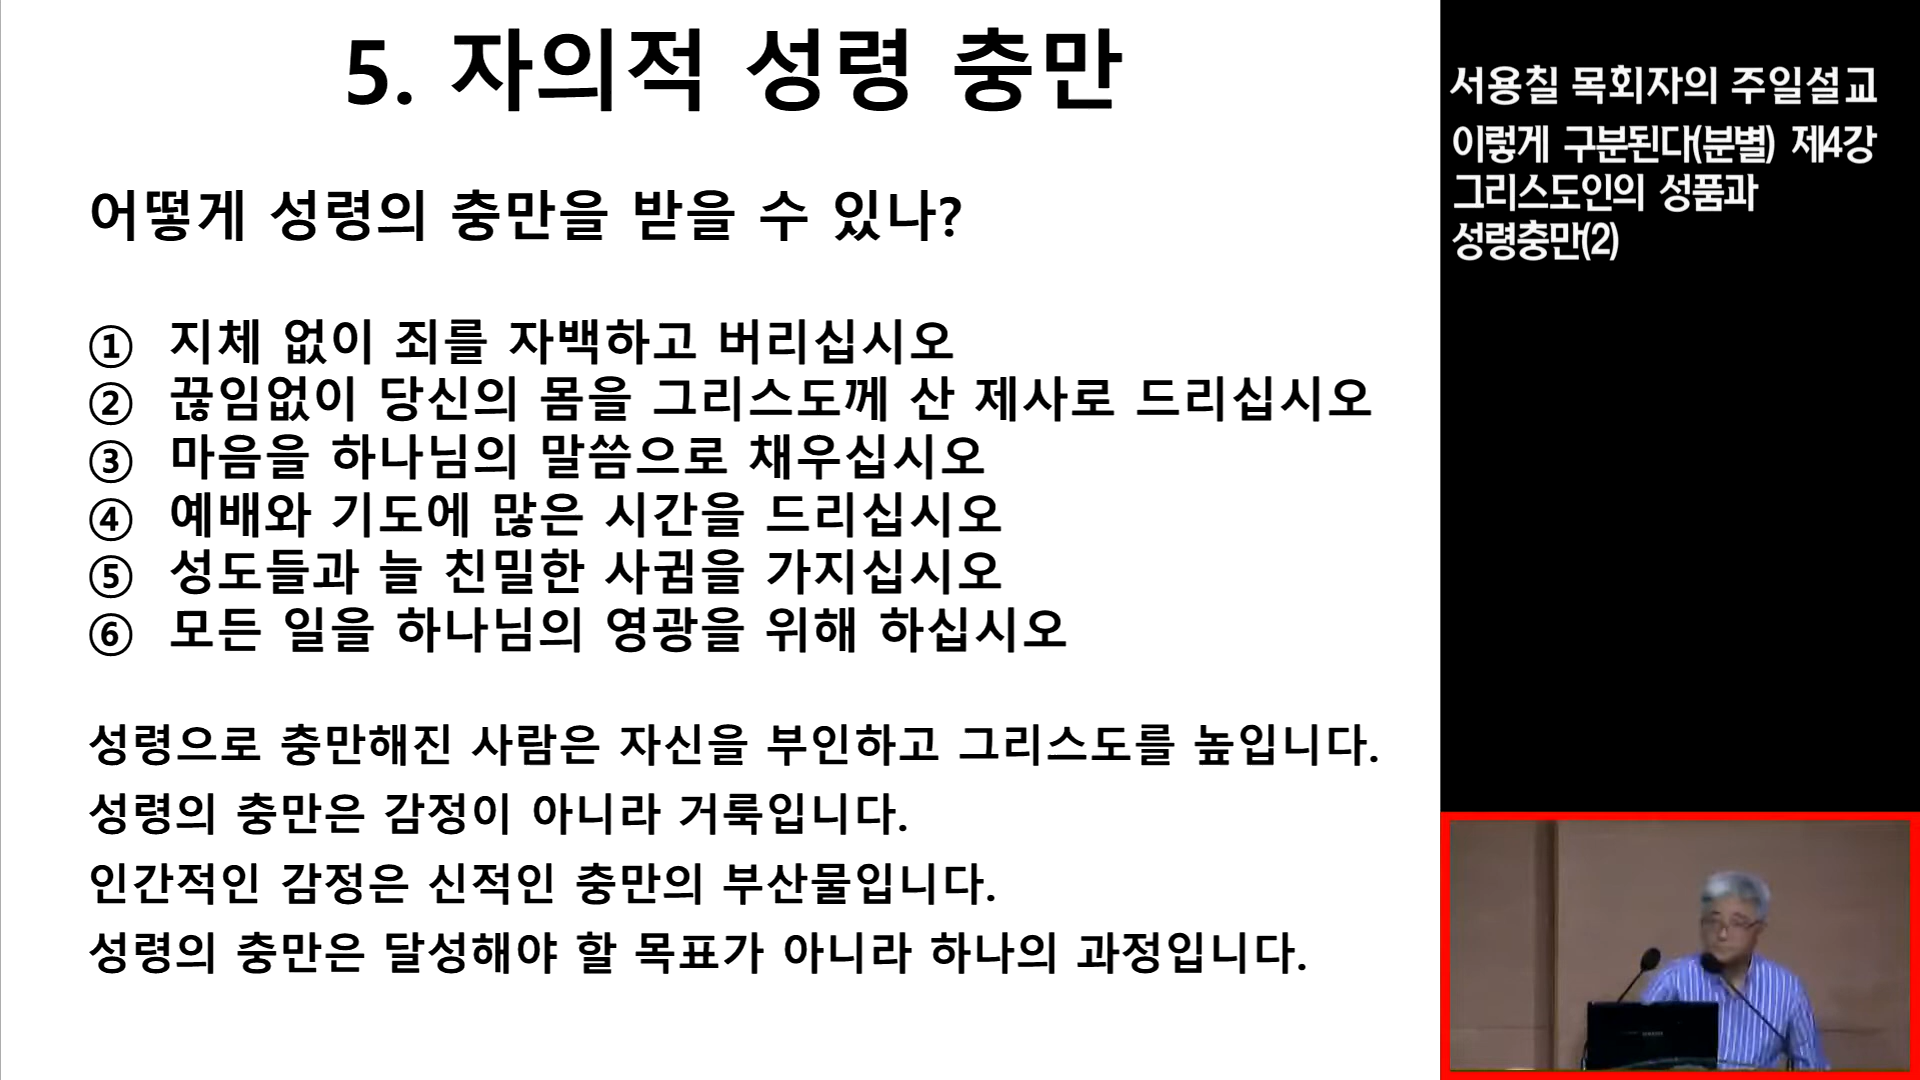 5. 자의적 성령 충만
어떻게 성령의 충만을 받을 수 있나?
① 지체 없이 죄를 자백하고 버리십시오
② 끊임없이 당신의 몸을 그리스도께 산 제사로 드리십시오
③ 마음을 하나님의 말씀으로 채우십시오
④ 예배와 기도에 많은 시간을 드리십시오
⑤ 성도들과 늘 친밀한 사귐을 가지십시오
⑥ 모든 일을 하나님의 영광을 위해 하십시오
성령으로 충만해진 사람은 자신을 부인하고 그리스도를 높입니다.
성령의 충만은 감정이 아니라 거룩입니다.
인간적인 감정은 신적인 충만의 부산물입니다.
성령의 충만은 달성해야 할 목표가 아니라 하나의 과정입니다.
서용칠 목회자의 주일설교
이렇게 구분된다(분별) 제4강
그리스도인의 성품과
성령충만(2)